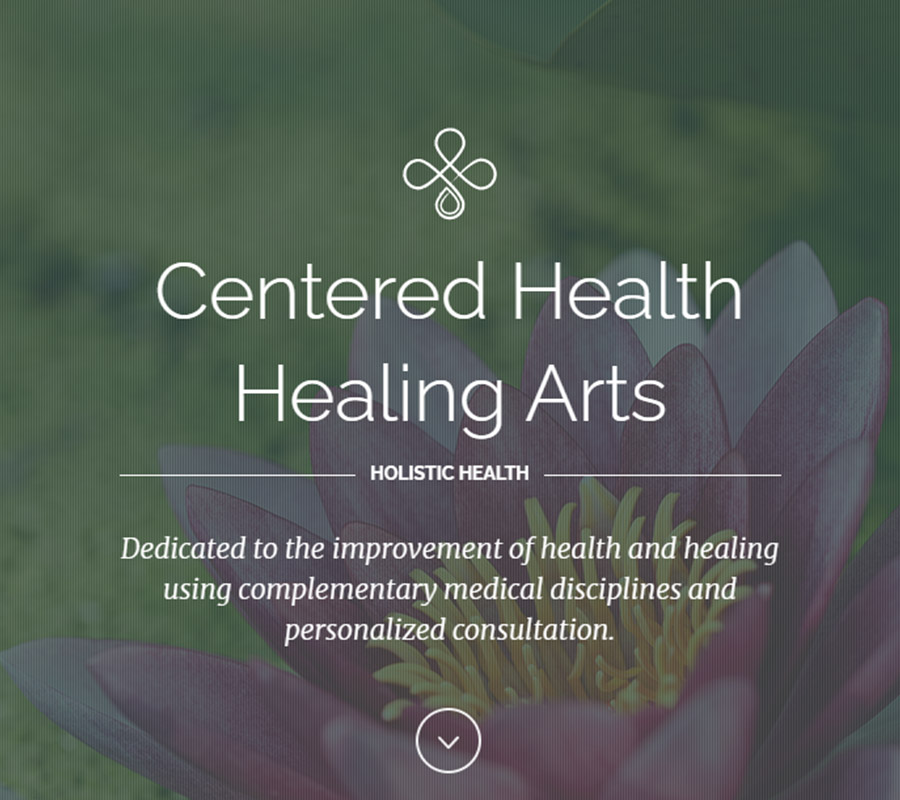 Centered Health
Healing Arts
HOLISTIC HEALTH
Dedicated to the improvement of health and healing
using complementary medical disciplines and
personalized consultation.